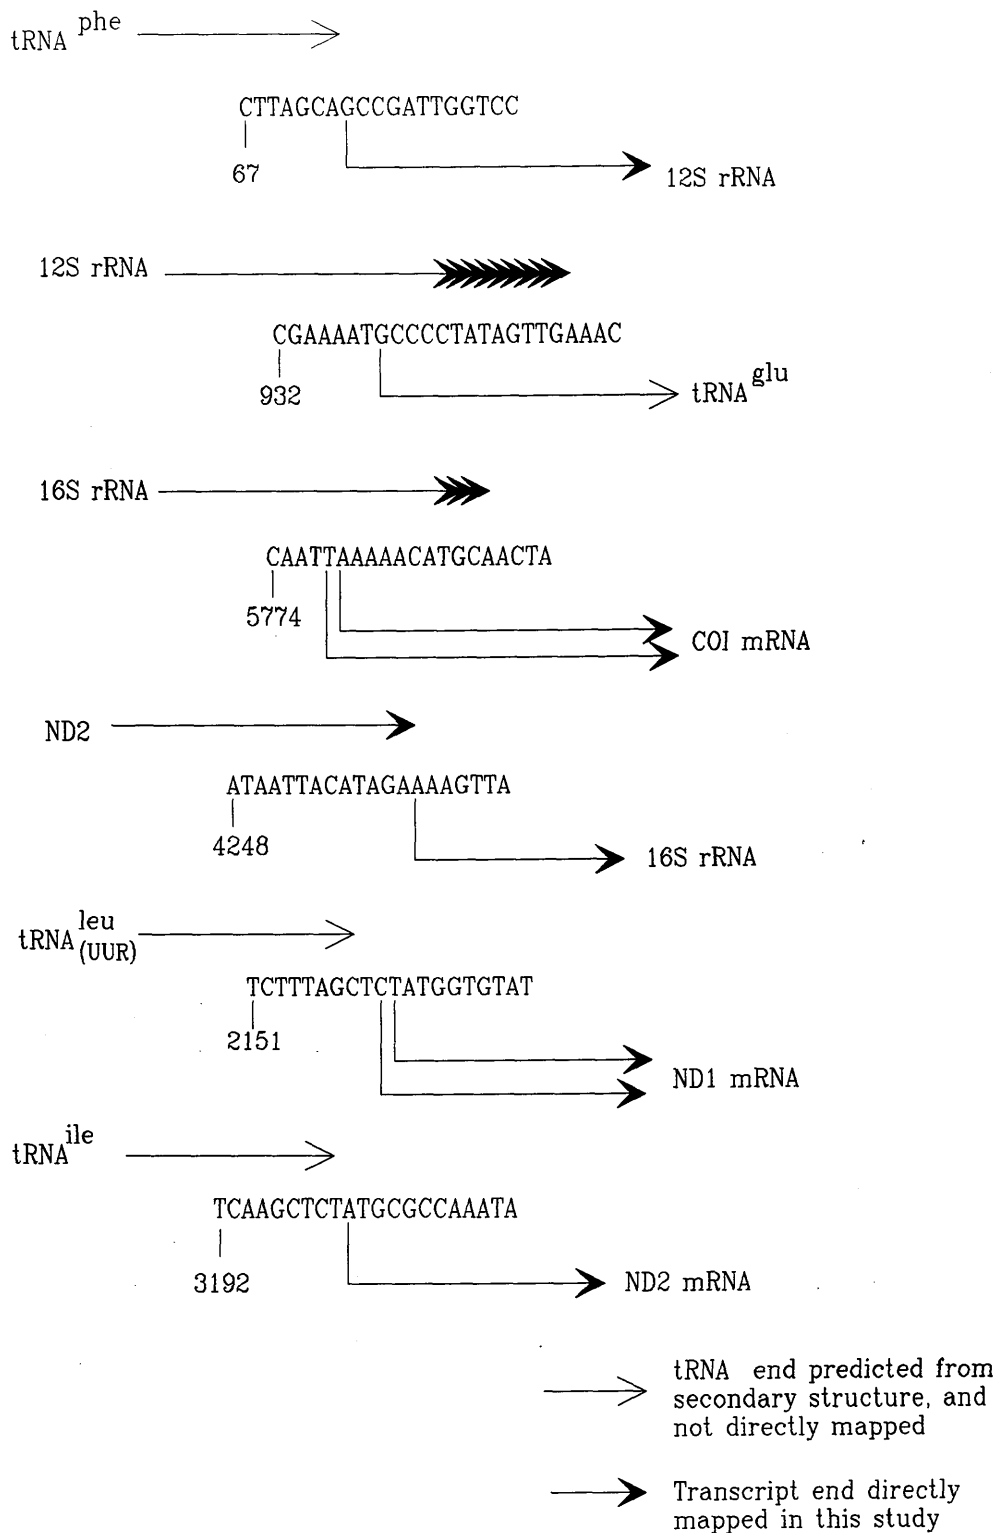 tRNA phe
CTTAGCAGCCGATTGGTCC
67
12S rRNA
12S rRNA
CGAAAATGCCCCTATAGTTGAAAC
932
tRNA glu
16S rRNA
CAATTAAAAACATGCAACTA
5774
COI mRNA
ND2
ATAATTACATAGAAAAGTTA
4248
16S rRNA
tRNA leu (UUR)
TCTTTAGCTCTATGGTGTAT
2151
ND1 mRNA
tRNA ile
TCAAGCTCTATGCGCCAAATA
3192
ND2 mRNA
tRNA end predicted from
secondary structure, and
not directly mapped
Transcript end directly
mapped in this study